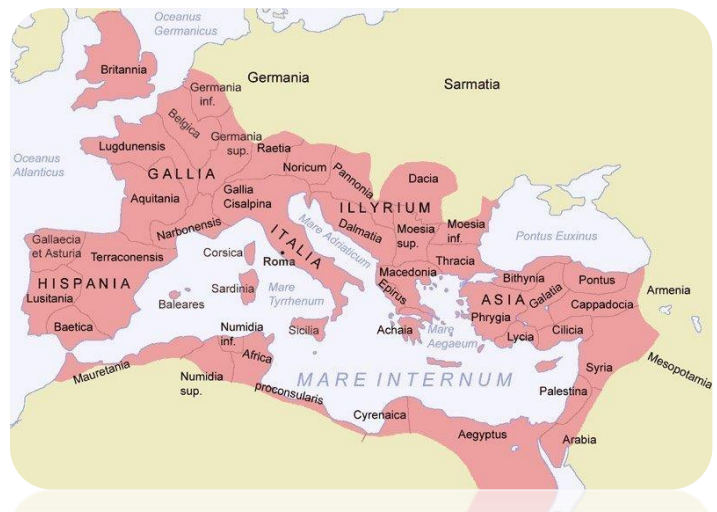 Oceanus
Germanicus
Britannia
Germania
Sarmatia
Germania
inf.
Belgica
Oceanus
Atlanticus
Lugdunensis
Germania
sup.
Raetia
GALLIA
Noricum
Pannonia
Dacia
Aquitania
Gallia
Cisalpina
ILLYRIUM
Dalmatia
Moesia
sup.
Moesia
inf.
Pontus Euxinus
Narbonensis
ITALIA
Mare Adriaticum
Gallaecia
et Asturia
Terraconensis
Corsica
Roma
Thracia
Macedonia
Epirus
Bithynia
Galatia
Pontus
Armenia
HISPANIA
Lusitania
Baleares
Sardinia
Mare
Tyrrhenum
ASIA
Phrygia
Cappadocia
Baetica
Numidia
inf.
Sicilia
Achaia
Mare
Aegaeum
Lycia
Cilicia
Africa
Mauretania
Numidia
sup.
proconsularis
MARE INTERNUM
Syria
Mesopotamia
Palestina
Cyrenaica
Aegyptus
Arabia